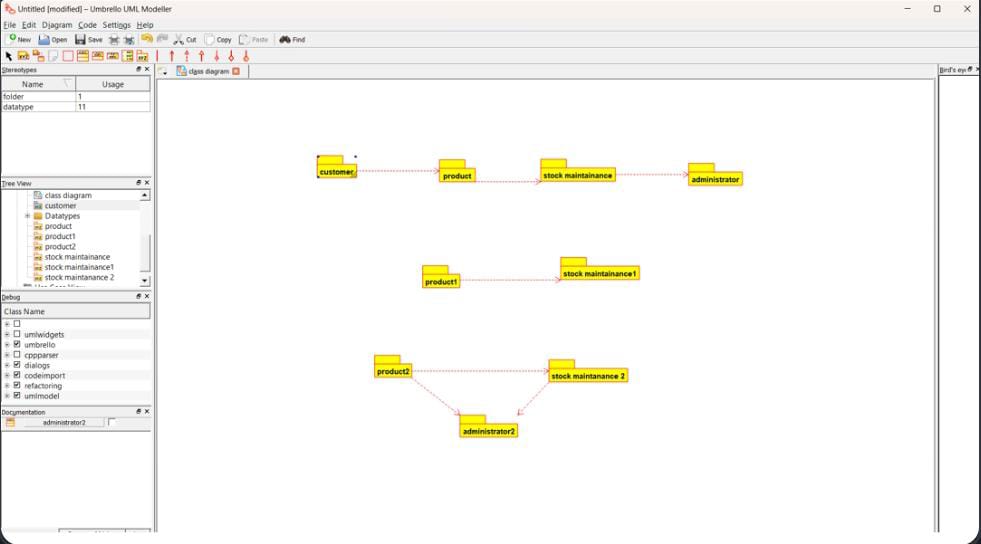 Untitled [modified] – Umbrello UML Modeller
File Edit Diagram Code Settings Help
New Open Save Cut Copy Paste Find
Stereotypes
Name Usage
folder 1
datatype 11
Tree View
class diagram
customer
Datatypes
product
product1
product2
stock maintainance
stock maintainance1
stock maintanance 2
Debug
Class Name
umlwidgets
umbrello
cppparser
dialogs
codeimport
refactoring
umlmodel
Documentation
administrator2
class diagram
Bird's eye
customer
product
stock maintainance
administrator
product1
stock maintainance1
product2
stock maintanance 2
administrator2